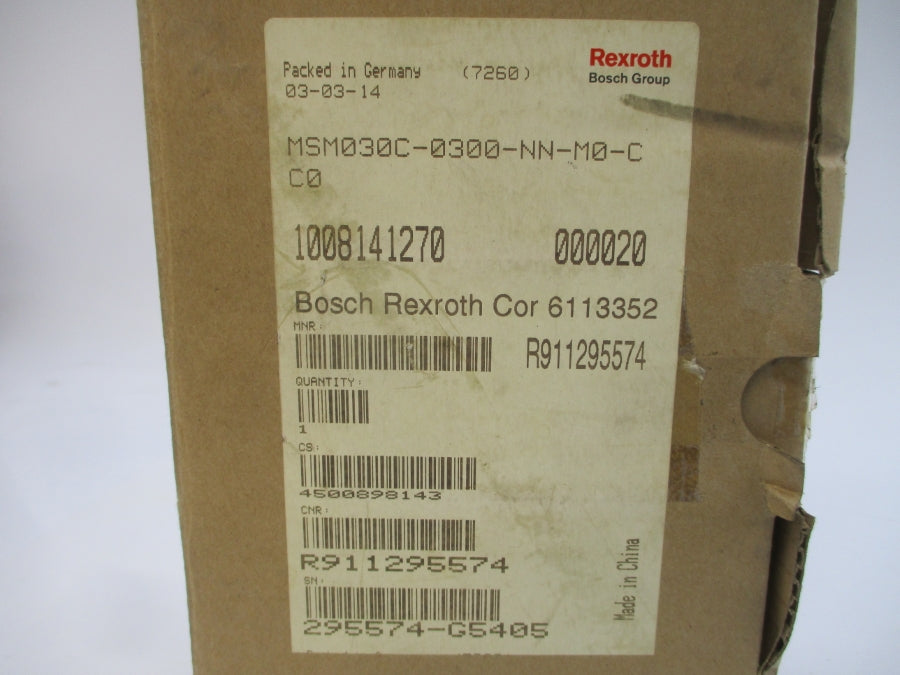 Rexroth
Bosch Group
Packed in Germany (7260)
03-03-14
MSM030C-0300-NN-M0-C
C0
1008141270 000020
Bosch Rexroth Cor 6113352
MNR:
R911295574
QUANTITY:
1
CS:
4500898143
CNR:
R911295574
SN:
295574-G5405
Made in China